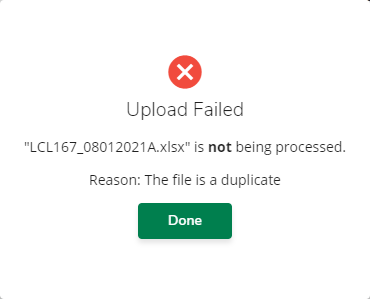 Upload Failed
"LCL167_08012021A.xlsx" is not being processed.
Reason: The file is a duplicate
Done